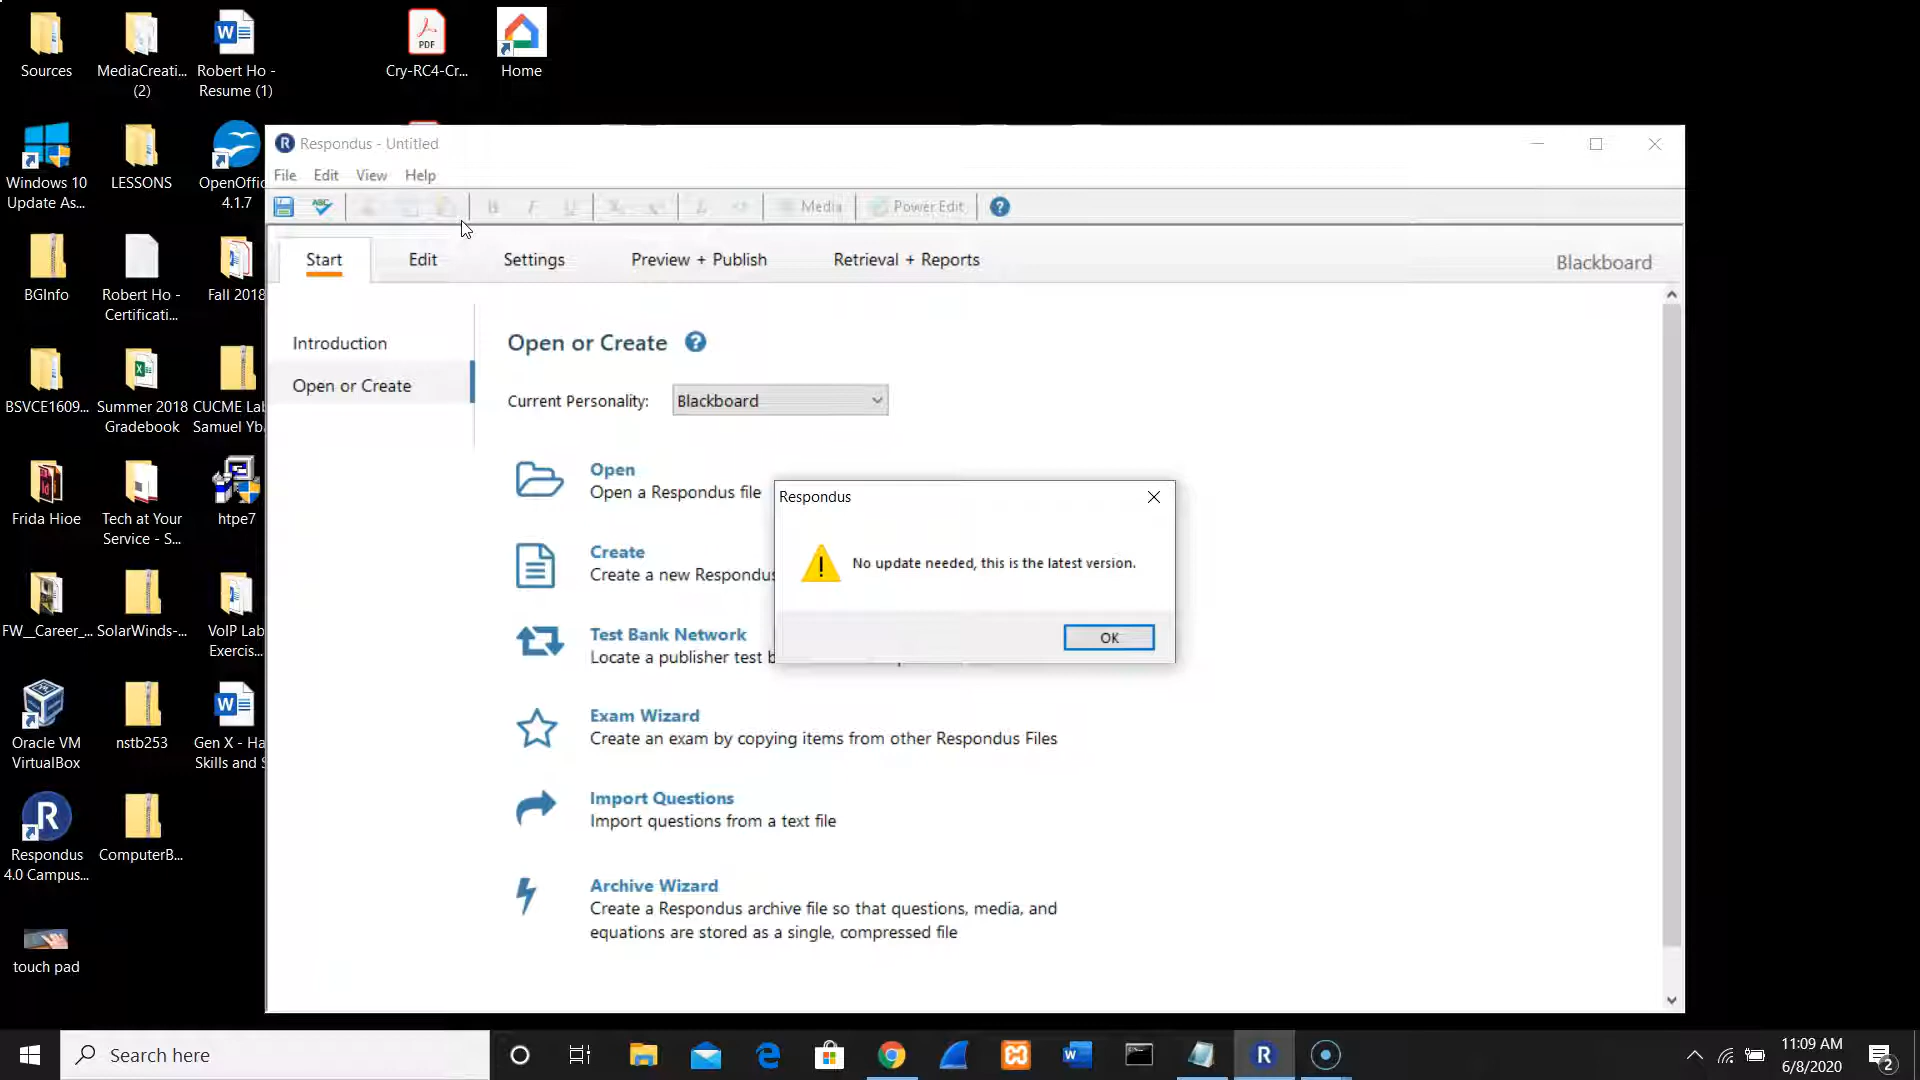 Sources
MediaCreati...
(2)
Robert Ho -
Resume (1)
PDF
Cry-RC4-Cr...
Home
Windows 10
Update As...
LESSONS
OpenOffic
4.1.7
BGInfo
Robert Ho -
Certificati...
Fall 2018
BSVCE1609...
Summer 2018
Gradebook
CUCME Lab
Samuel Yb
Frida Hioe
Tech at Your
Service - S...
htpe7
FW__Career_...
SolarWinds-...
VoIP Lab
Exercis...
Oracle VM
VirtualBox
nstb253
Gen X - Ha
Skills and S
Respondus
4.0 Campus...
ComputerB...
touch pad
Respondus - Untitled
File Edit View Help
ABC B I U Media Power Edit ?
Start Edit Settings Preview + Publish Retrieval + Reports Blackboard
Introduction
Open or Create
Open or Create ?
Current Personality: Blackboard
Open
Open a Respondus file
Create
Create a new Respondus
Test Bank Network
Locate a publisher test b
Exam Wizard
Create an exam by copying items from other Respondus Files
Import Questions
Import questions from a text file
Archive Wizard
Create a Respondus archive file so that questions, media, and
equations are stored as a single, compressed file
Respondus
No update needed, this is the latest version.
OK
Search here
11:09 AM
6/8/2020
2